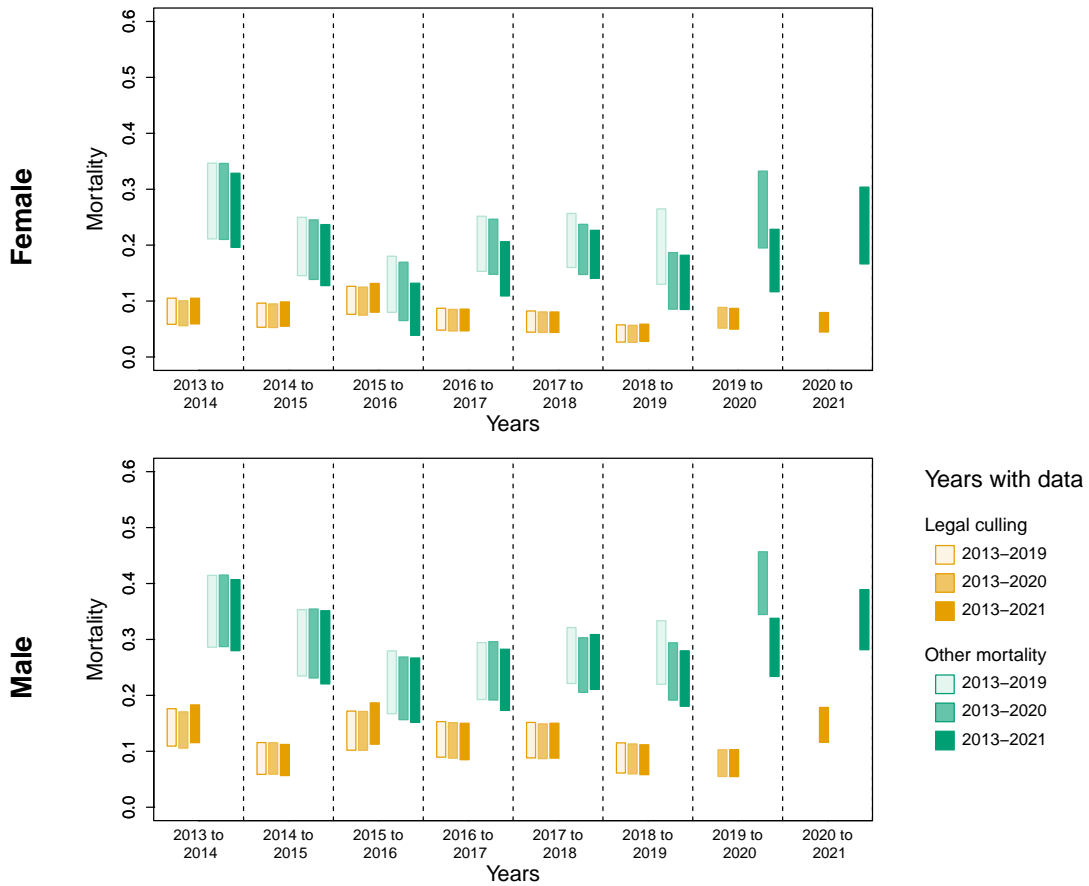 Female
Mortality
0.6
0.5
0.4
0.3
0.2
0.1
0.0
2013 to 2014 to 2015 to 2016 to 2017 to 2018 to 2019 to 2020 to
2014 2015 2016 2017 2018 2019 2020 2021
Years
Male
Mortality
0.6
0.5
0.4
0.3
0.2
0.1
0.0
2013 to 2014 to 2015 to 2016 to 2017 to 2018 to 2019 to 2020 to
2014 2015 2016 2017 2018 2019 2020 2021
Years
Years with data
Legal culling
2013–2019
2013–2020
2013–2021
Other mortality
2013–2019
2013–2020
2013–2021